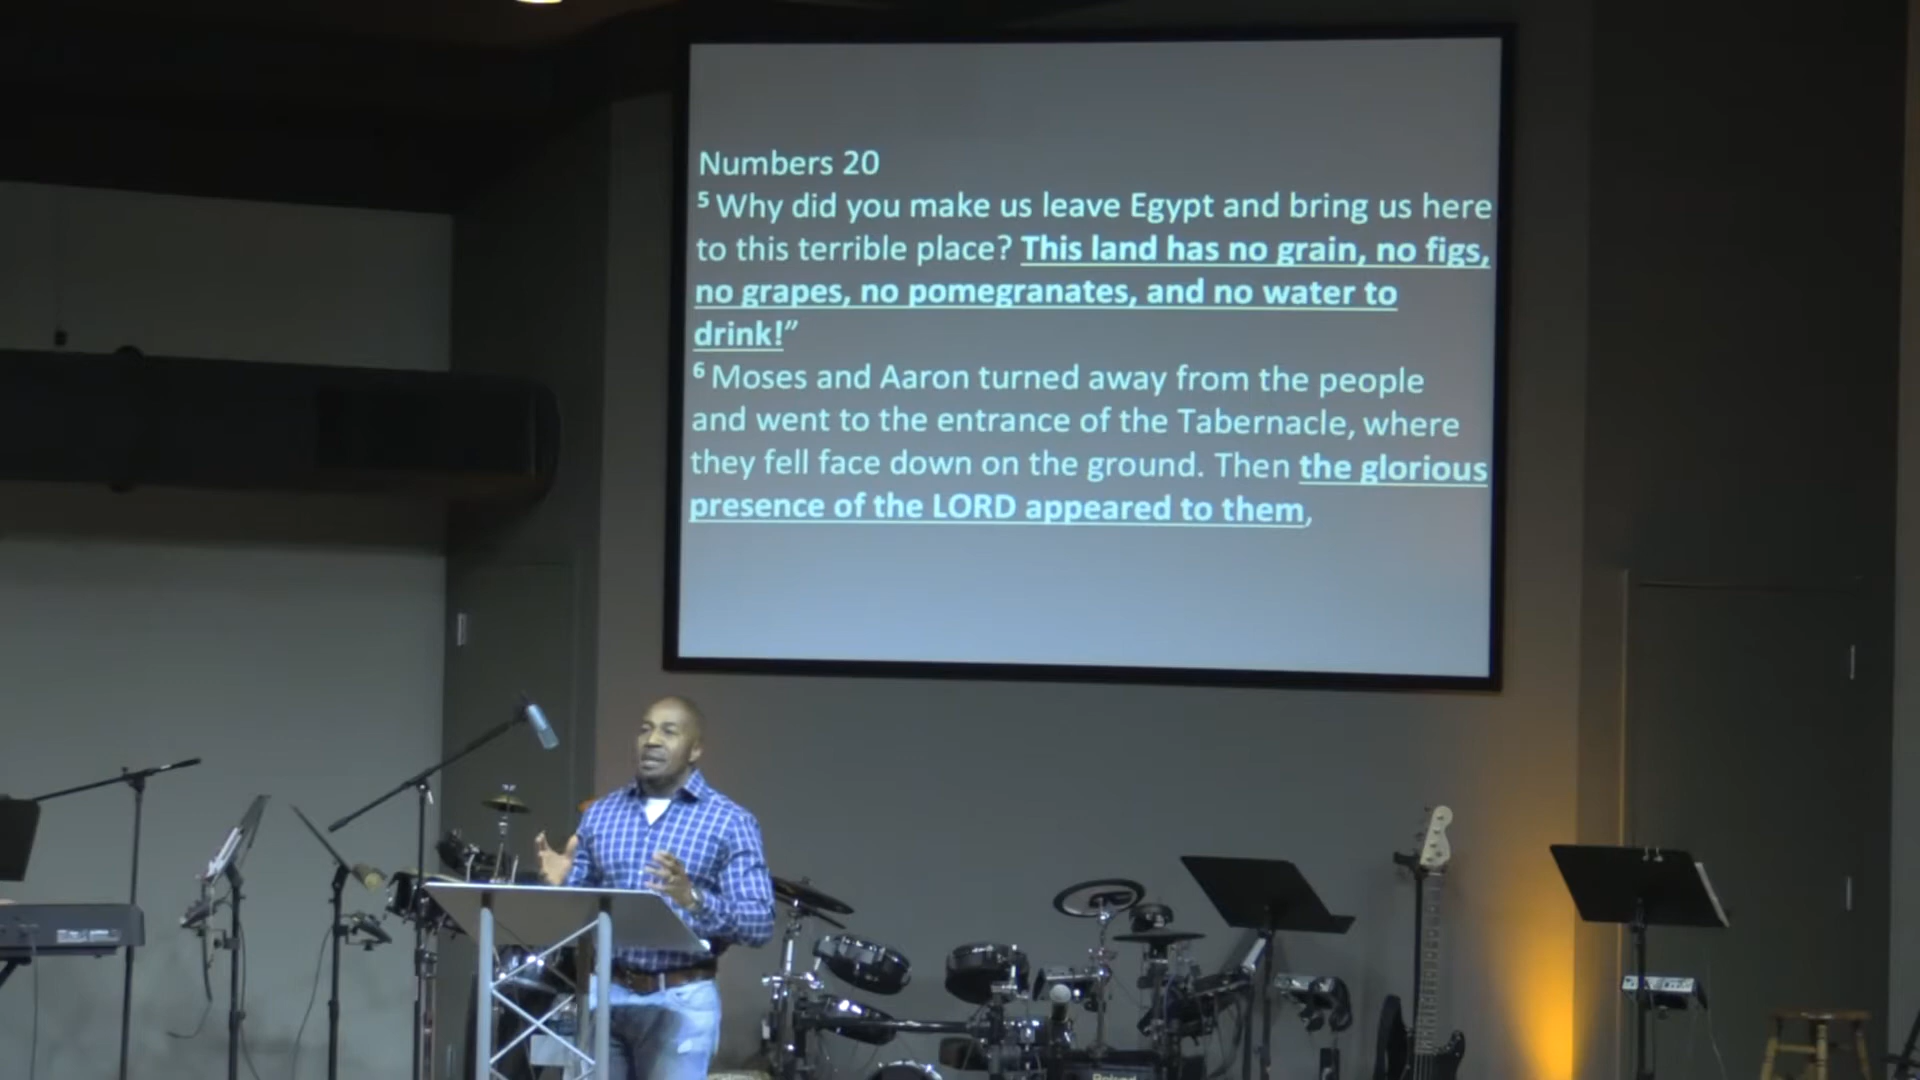 Numbers 20
5 Why did you make us leave Egypt and bring us here
to this terrible place? This land has no grain, no figs,
no grapes, no pomegranates, and no water to
drink!”
6 Moses and Aaron turned away from the people
and went to the entrance of the Tabernacle, where
they fell face down on the ground. Then the glorious
presence of the LORD appeared to them,
Roland